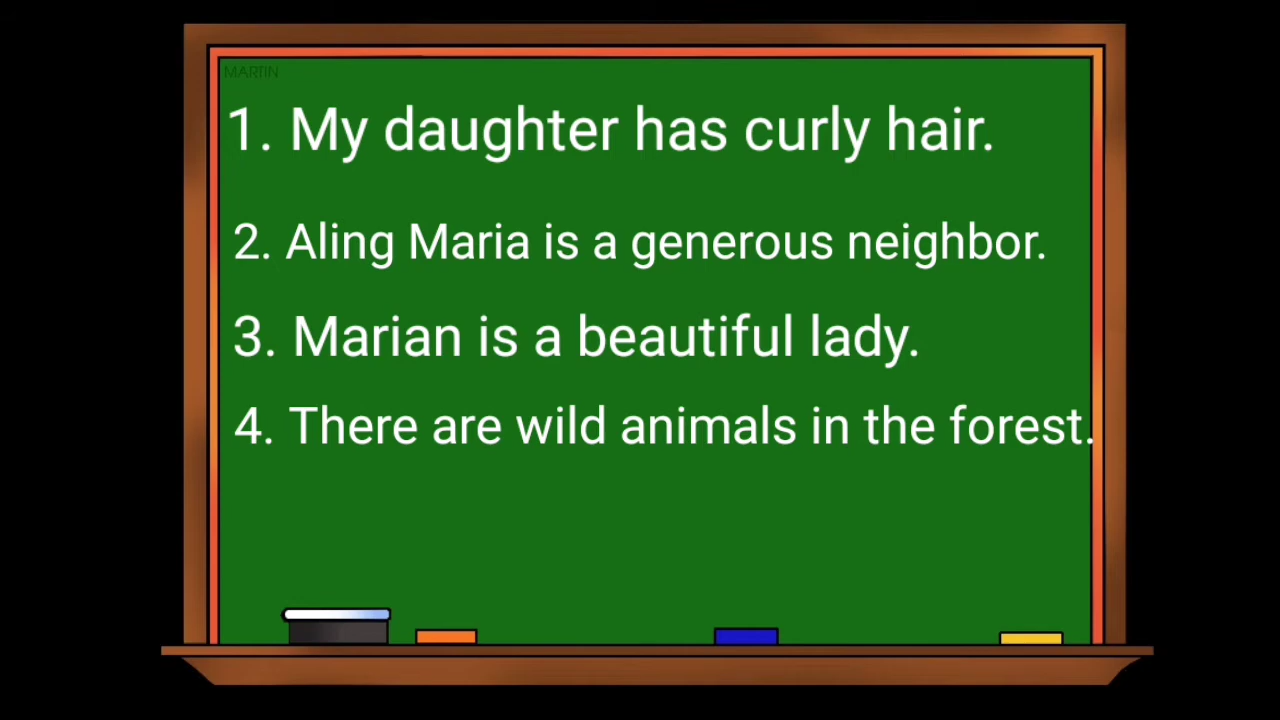 MARTIN
1. My daughter has curly hair.
2. Aling Maria is a generous neighbor.
3. Marian is a beautiful lady.
4. There are wild animals in the forest.